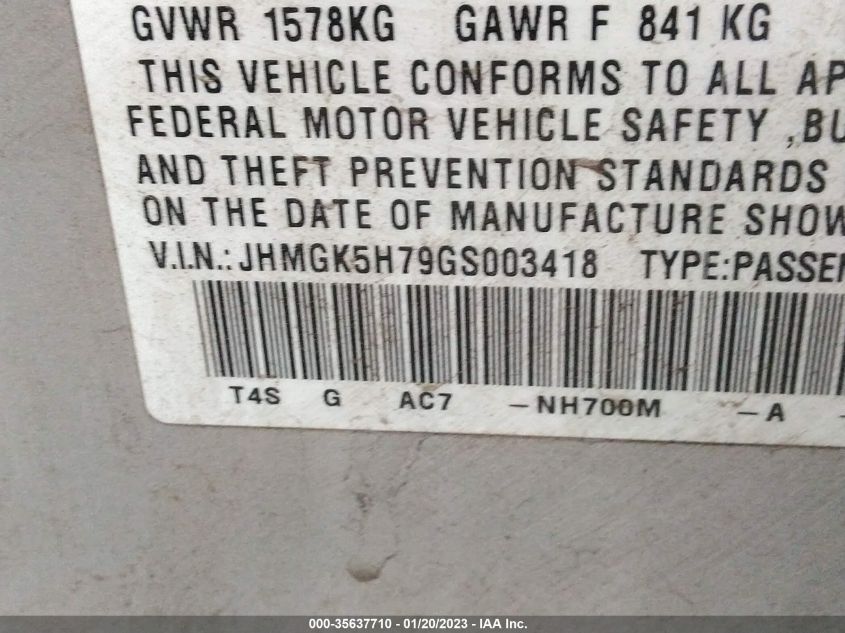 GVWR 1578KG GAWR F 841 KG
THIS VEHICLE CONFORMS TO ALL AP
FEDERAL MOTOR VEHICLE SAFETY ,BU
AND THEFT PREVENTION STANDARDS
ON THE DATE OF MANUFACTURE SHOW
V.I.N.: JHMGK5H79GS003418 TYPE:PASSEN
T4S G AC7 -NH700M -A -
000-35637710 - 01/20/2023 - IAA Inc.